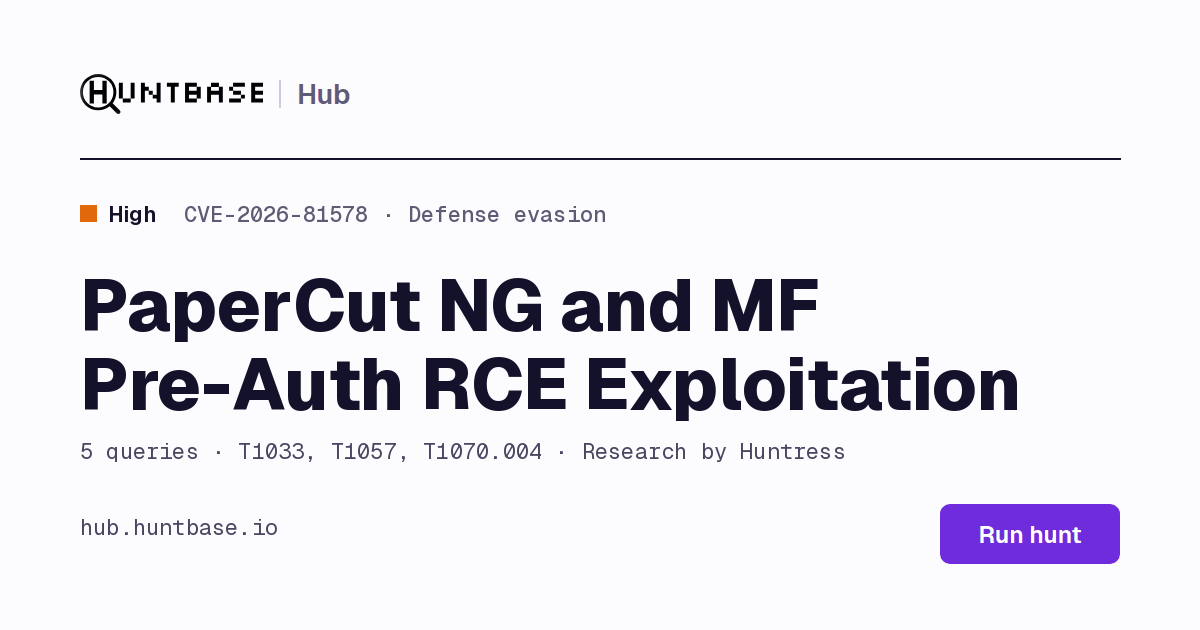 HUNTBASE Hub
High CVE-2026-81578 · Defense evasion
PaperCut NG and MF
Pre-Auth RCE Exploitation
5 queries · T1033, T1057, T1070.004 · Research by Huntress
hub.huntbase.io
Run hunt